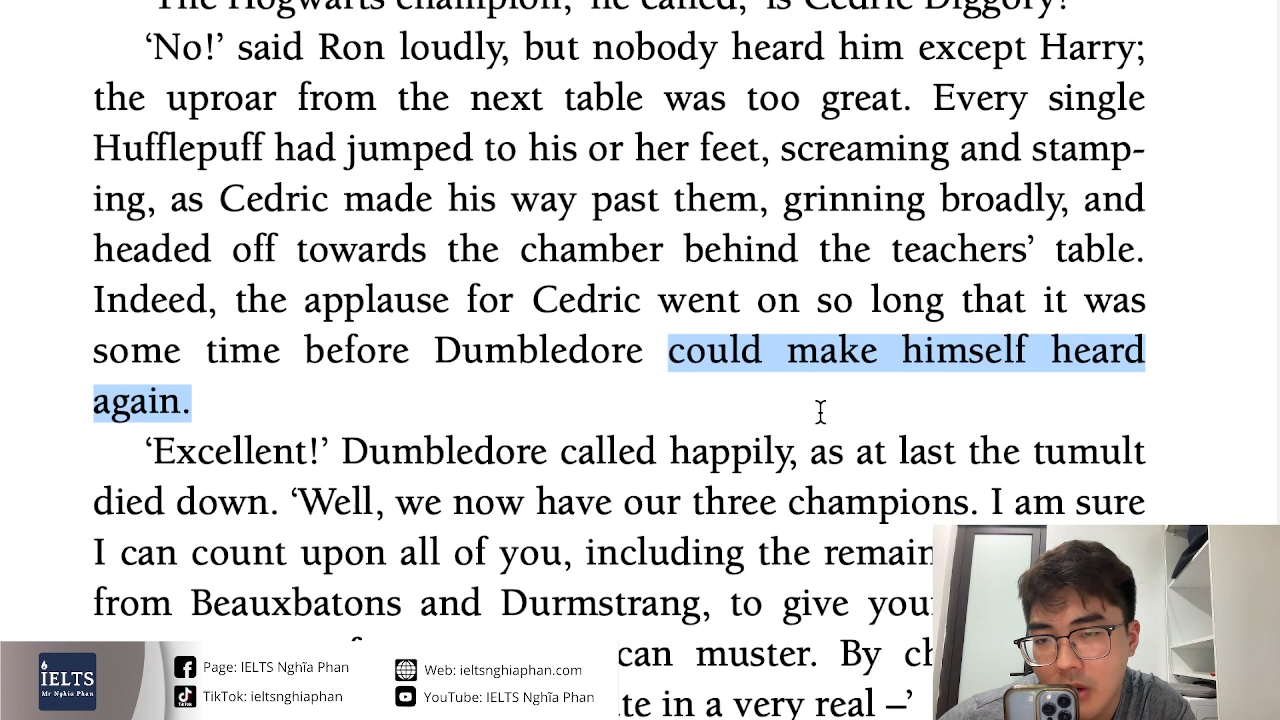 'The Hogwarts champion,' he called, 'is Cedric Diggory!'
‘No!’ said Ron loudly, but nobody heard him except Harry;
the uproar from the next table was too great. Every single
Hufflepuff had jumped to his or her feet, screaming and stamp-
ing, as Cedric made his way past them, grinning broadly, and
headed off towards the chamber behind the teachers’ table.
Indeed, the applause for Cedric went on so long that it was
some time before Dumbledore could make himself heard
again.
‘Excellent!’ Dumbledore called happily, as at last the tumult
died down. ‘Well, we now have our three champions. I am sure
I can count upon all of you, including the remain
from Beauxbatons and Durmstrang, to give you
can muster. By ch
te in a very real –’
IELTS
Mr Nghia Phan
Page: IELTS Nghĩa Phan
TikTok: ieltsnghiaphan
Web: ieltsnghiaphan.com
YouTube: IELTS Nghĩa Phan